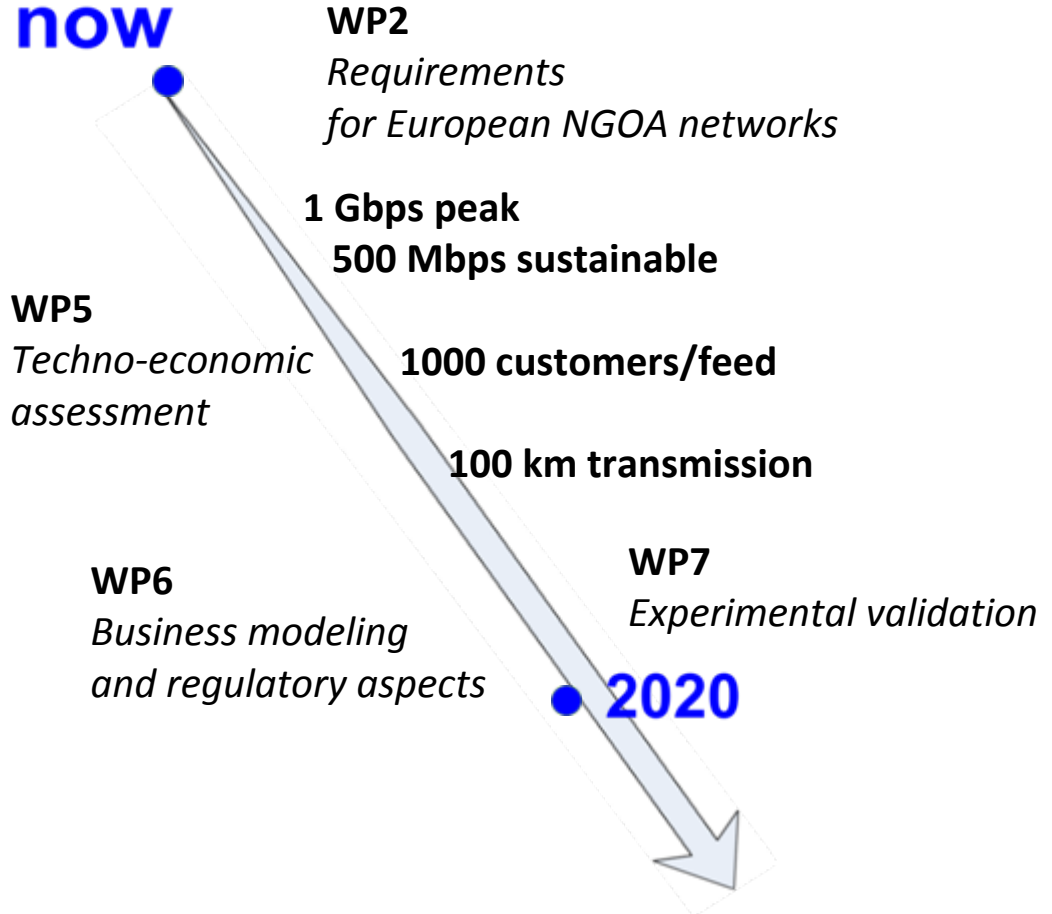 now
WP2
Requirements
for European NGOA networks
1 Gbps peak
500 Mbps sustainable
WP5
Techno-economic
assessment
1000 customers/feed
100 km transmission
WP7
Experimental validation
WP6
Business modeling
and regulatory aspects
2020